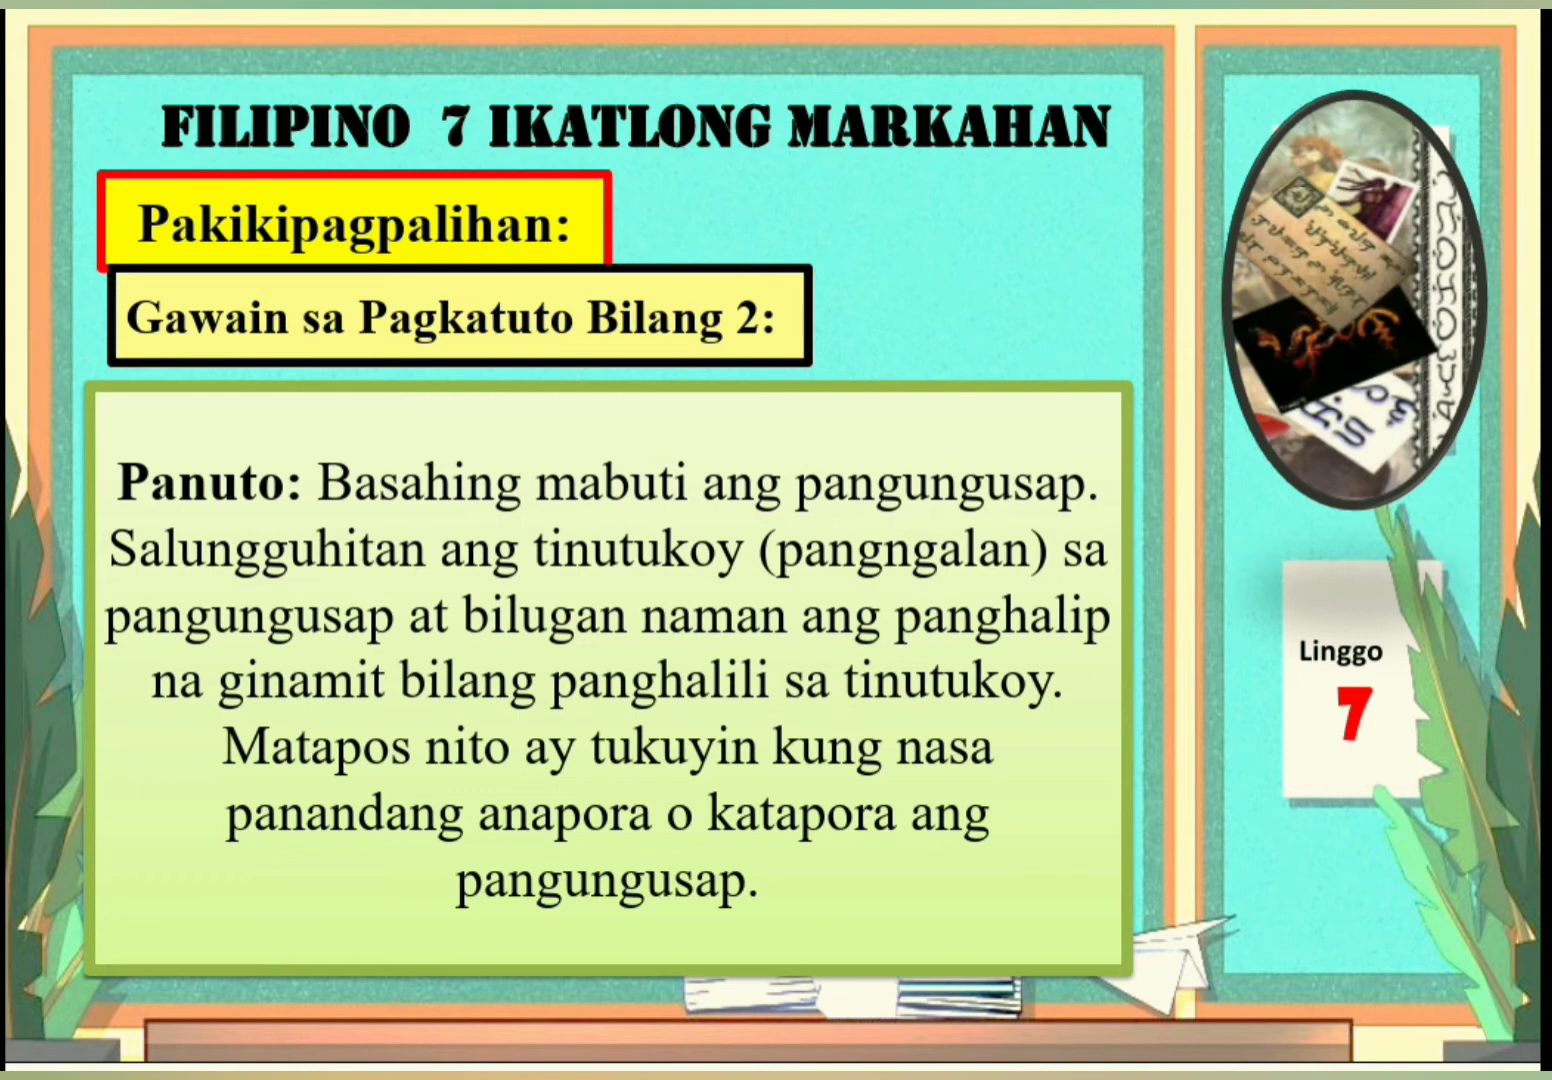 FILIPINO 7 IKATLONG MARKAHAN
Pakikipagpalihan:
Gawain sa Pagkatuto Bilang 2:
Panuto: Basahing mabuti ang pangungusap.
Salungguhitan ang tinutukoy (pangngalan) sa
pangungusap at bilugan naman ang panghalip
na ginamit bilang panghalili sa tinutukoy.
Matapos nito ay tukuyin kung nasa
panandang anapora o katapora ang
pangungusap.
Linggo
7